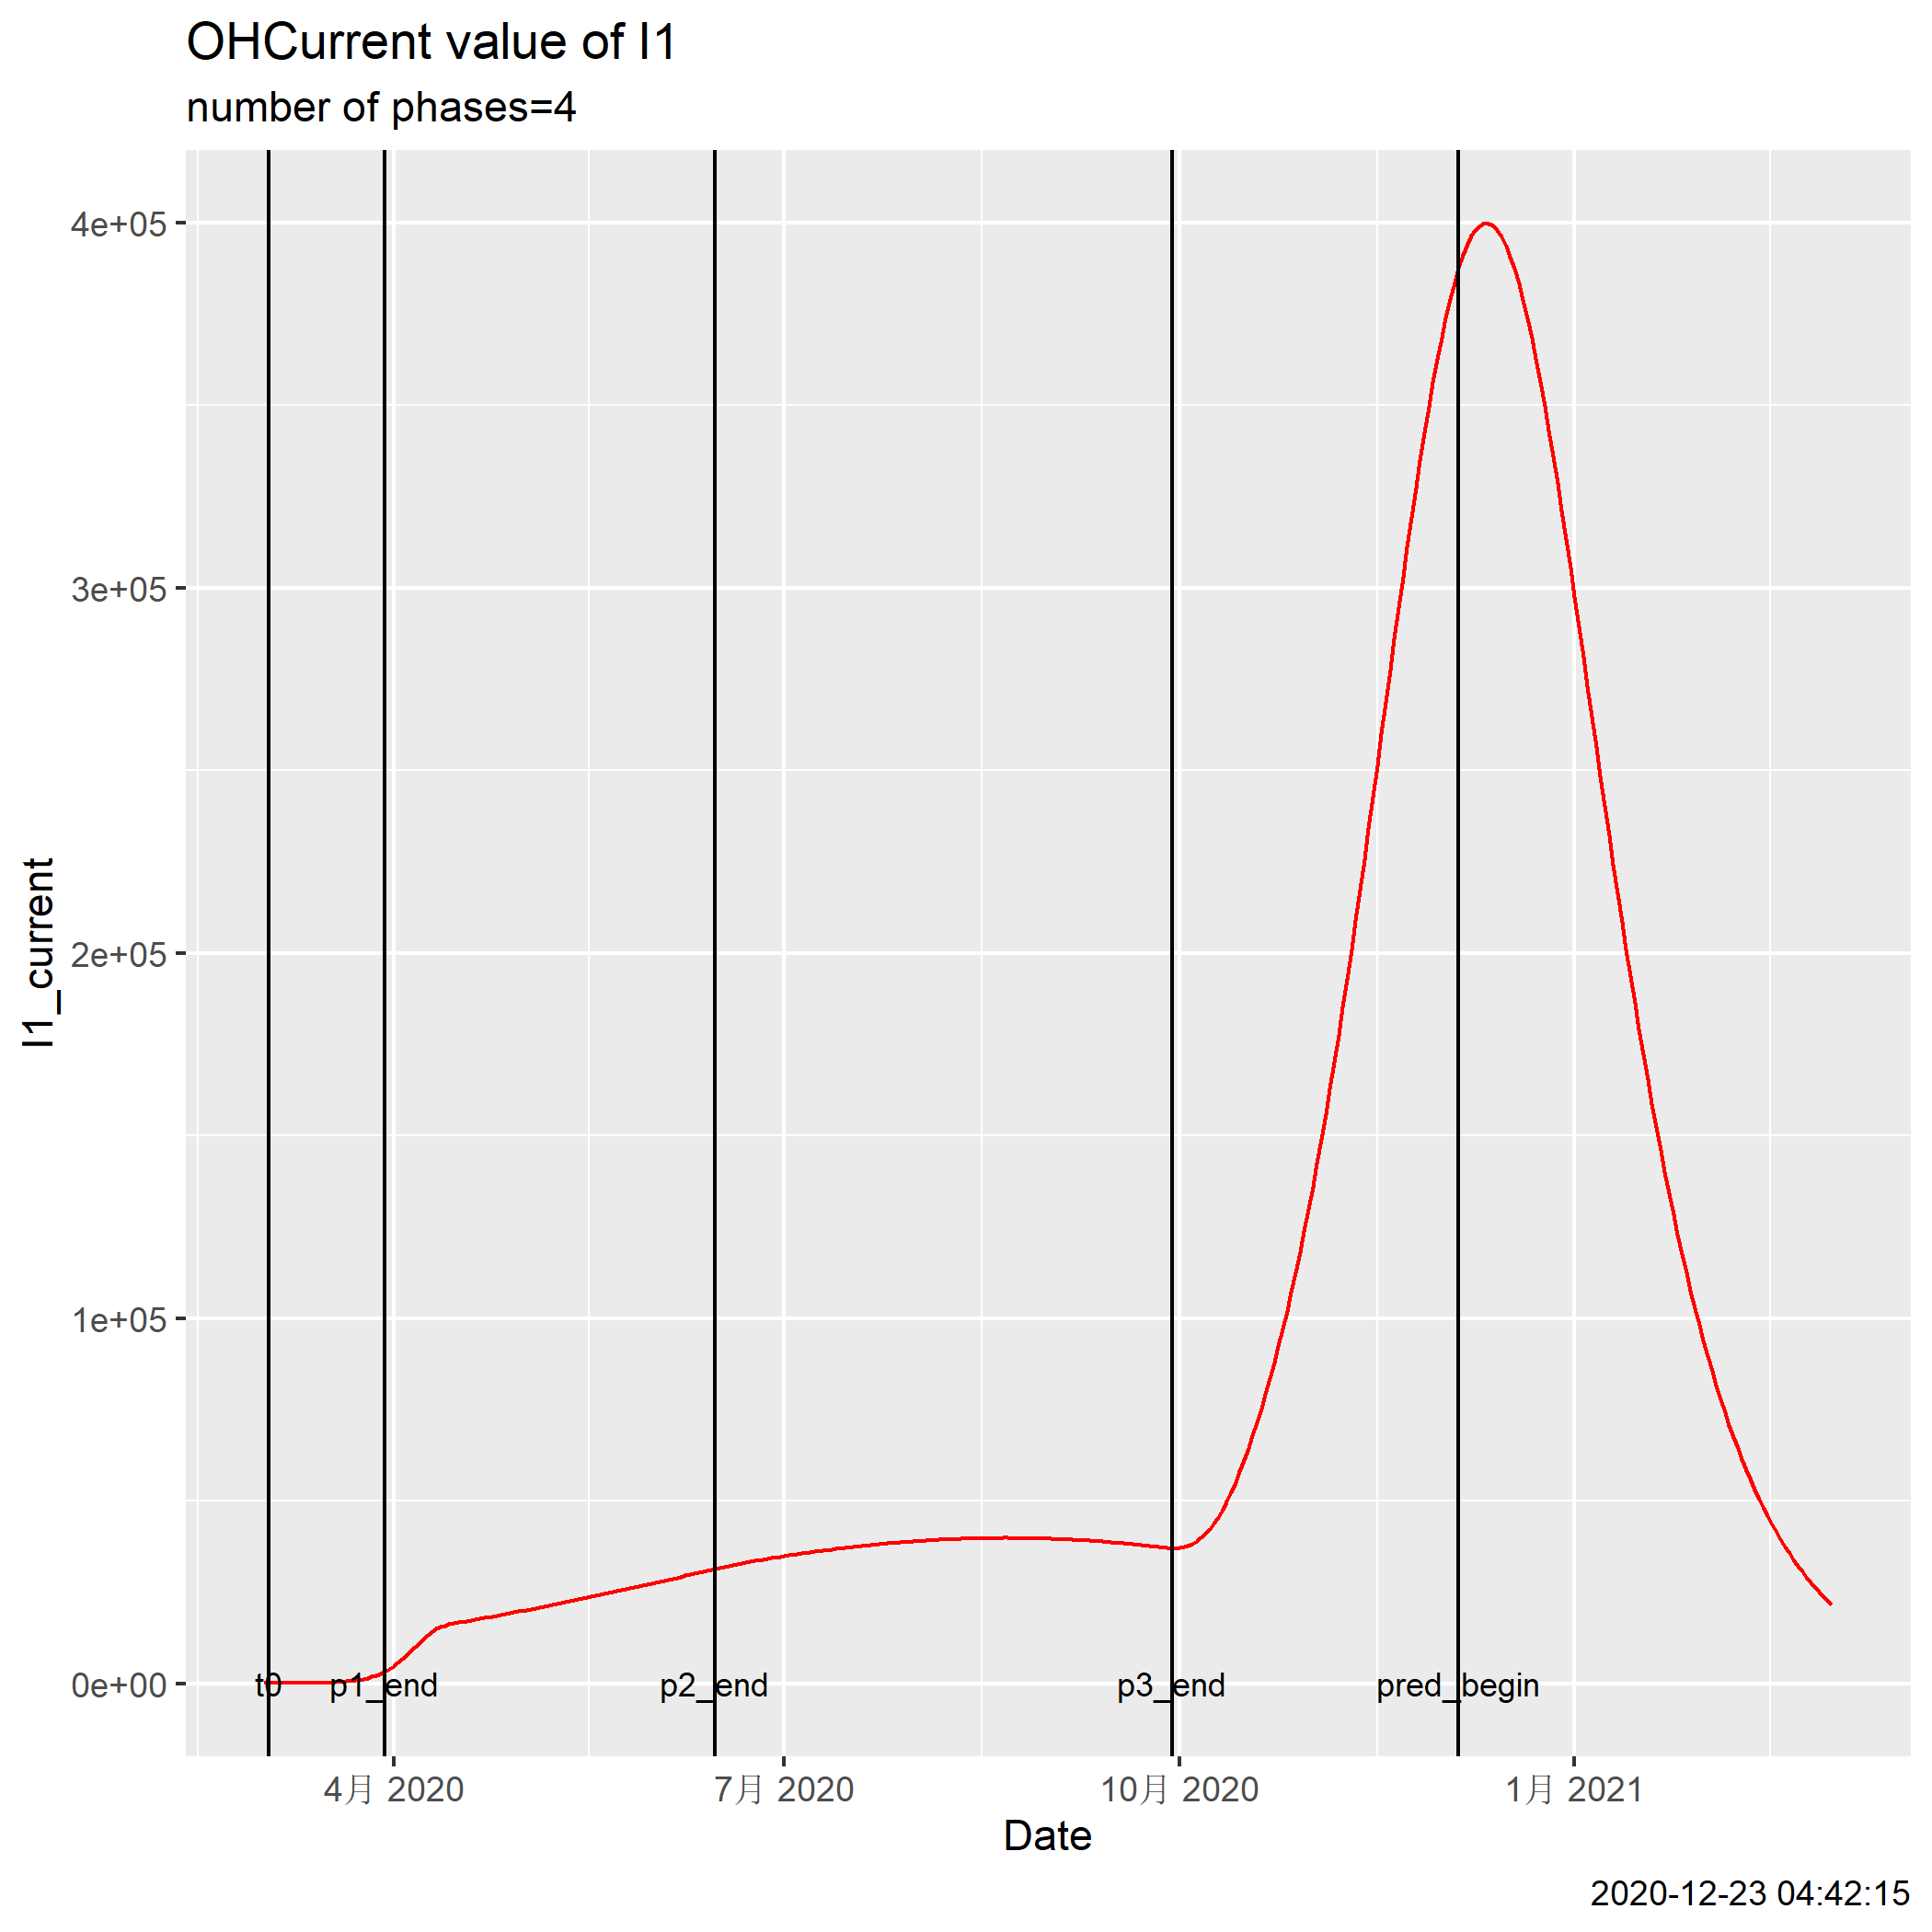 OHCurrent value of I1
number of phases=4
4e+05
3e+05
2e+05
1e+05
0e+00
I1_current
t0 p1_end p2_end p3_end pred_begin
4月 2020 7月 2020 10月 2020 1月 2021
Date
2020-12-23 04:42:15